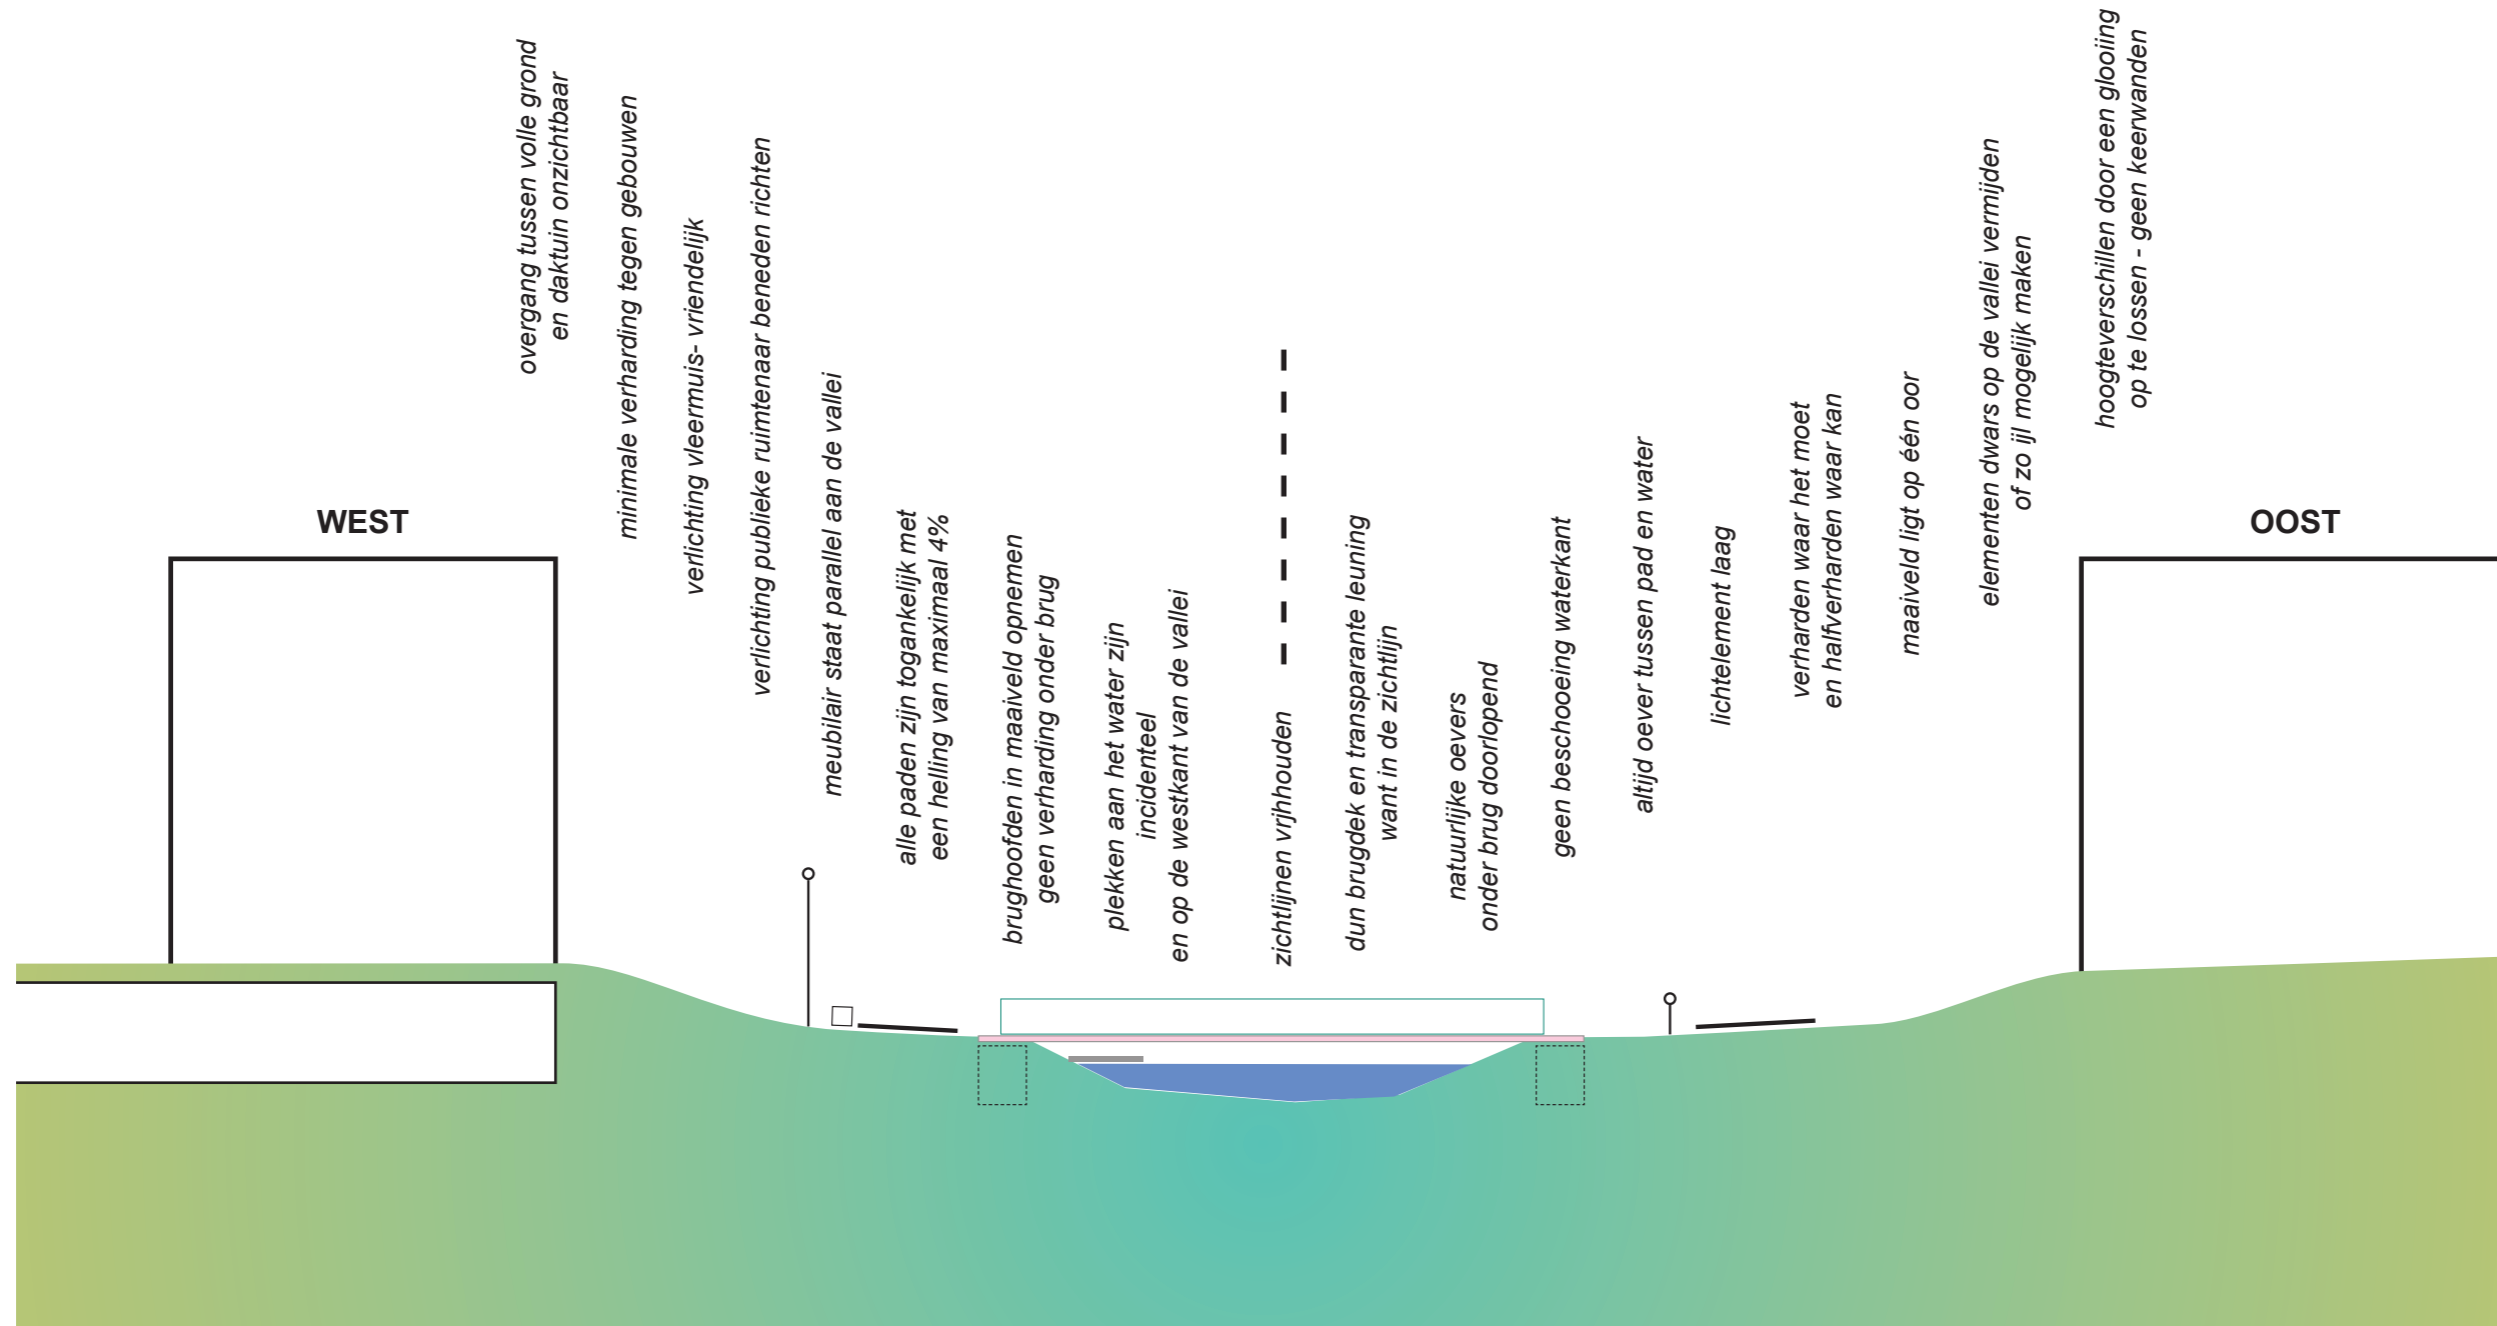 WEST
OOST
overgang tussen volle grond
en daktuin onzichtbaar
minimale verharding tegen gebouwen
verlichting vleermuis- vriendelijk
verlichting publieke ruimtenaar beneden richten
meubilair staat parallel aan de vallei
alle paden zijn togankelijk met
een helling van maximaal 4%
brughoofden in maaiveld opnemen
geen verharding onder brug
plekken aan het water zijn
incidenteel
en op de westkant van de vallei
zichtlijnen vrjhhouden
dun brugdek en transparante leuning
want in de zichtlijn
natuurlijke oevers
onder brug doorlopend
geen beschooeing waterkant
altijd oever tussen pad en water
lichtelement laag
verharden waar het moet
en halfverharden waar kan
maaiveld ligt op één oor
elementen dwars op de vallei vermijden
of zo ijl mogelijk maken
hoogteverschillen door een glooiing
op te lossen - geen keerwanden